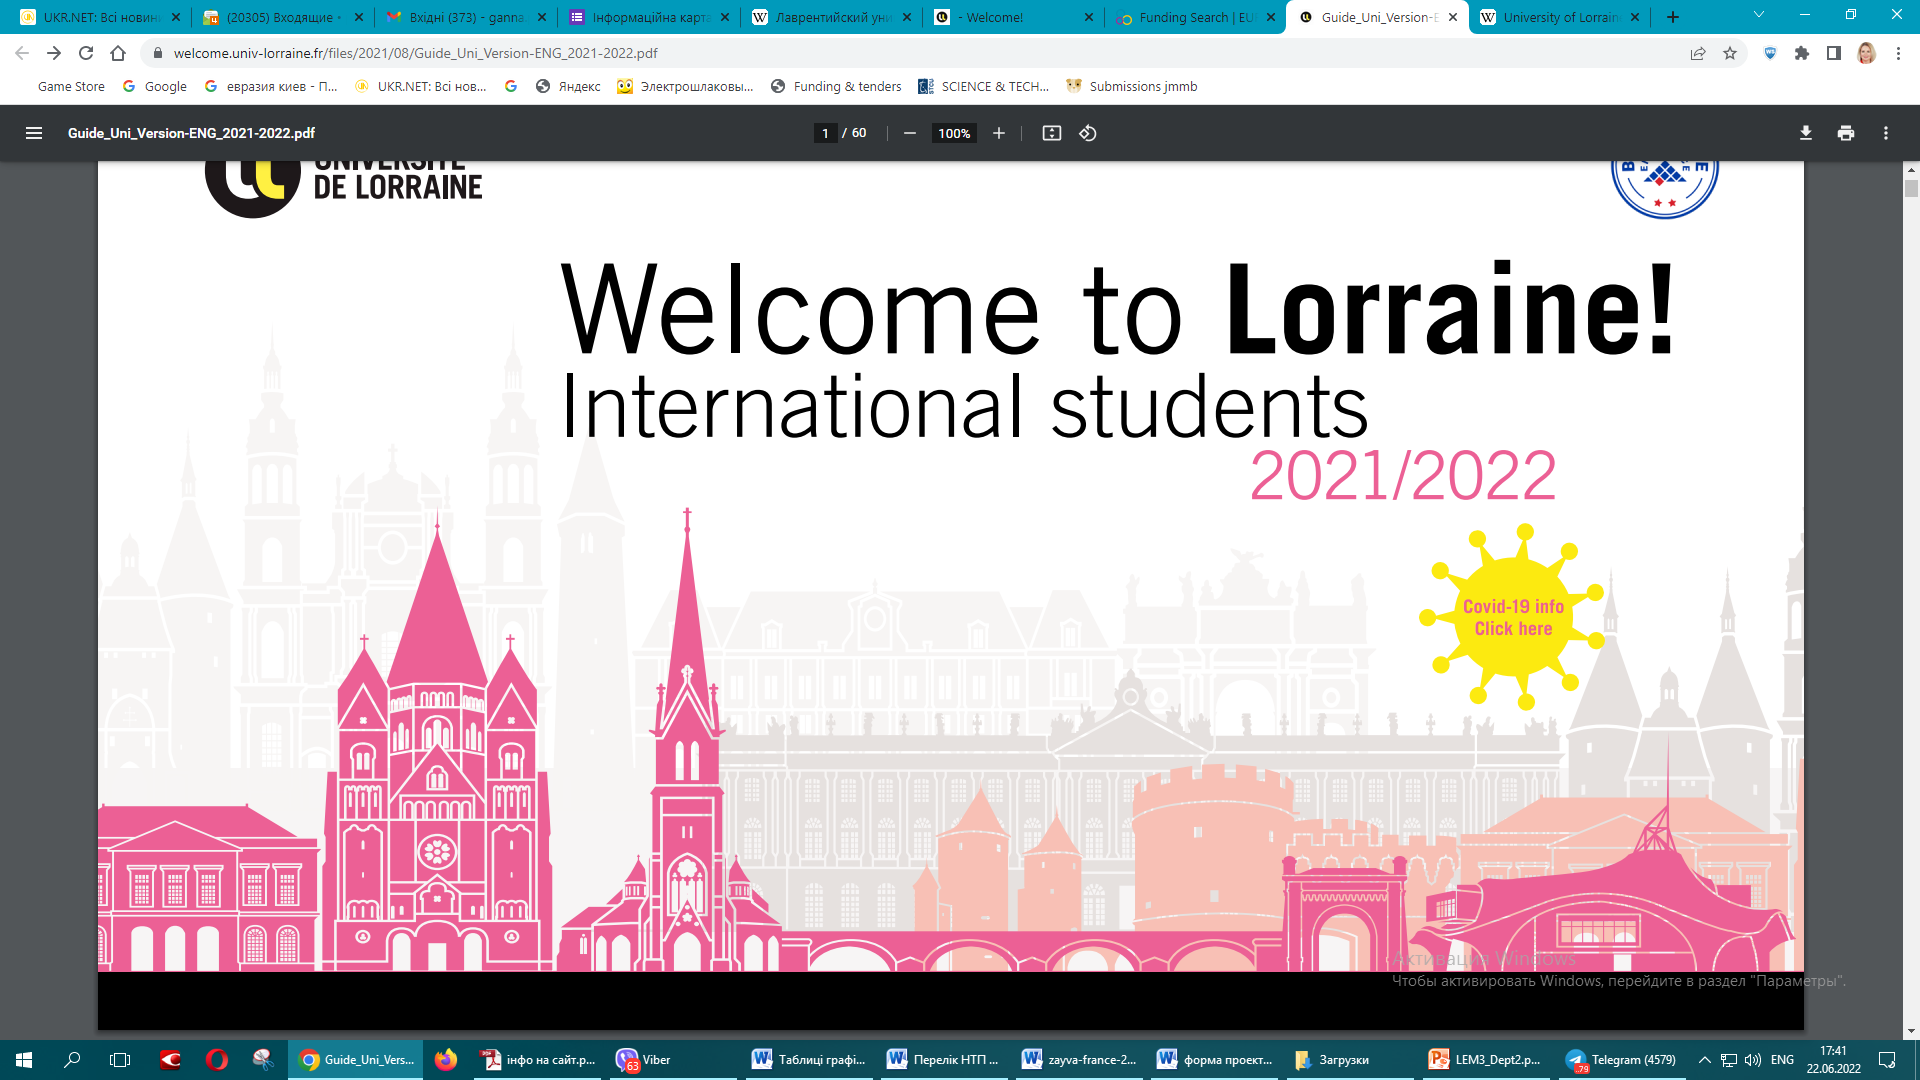 UKR.NET: Всі новини
(20305) Входящие
Вхідні (373) - ganna.
Інформаційна карта
Лаврентийский уни
- Welcome!
Funding Search | EU
Guide_Uni_Version-E
University of Lorrain
welcome.univ-lorraine.fr/files/2021/08/Guide_Uni_Version-ENG_2021-2022.pdf
Game Store
Google
евразия киев - П...
UKR.NET: Всі нов...
Яндекс
Электрошлаковы...
Funding & tenders
SCIENCE & TECH...
Submissions jmmb
Guide_Uni_Version-ENG_2021-2022.pdf
1 / 60
100%
UNIVERSITÉ
DE LORRAINE
Welcome to Lorraine!
International students
2021/2022
Covid-19 info
Click here
Активация Windows
Чтобы активировать Windows, перейдите в раздел "Параметры".
Guide_Uni_Vers...
інфо на сайт.p...
63
Viber
Таблиці графі...
Перелік НТП ...
zayva-france-2...
форма проект...
Загрузки
LEM3_Dept2.p...
.79
Telegram (4579)
ENG
17:41
22.06.2022